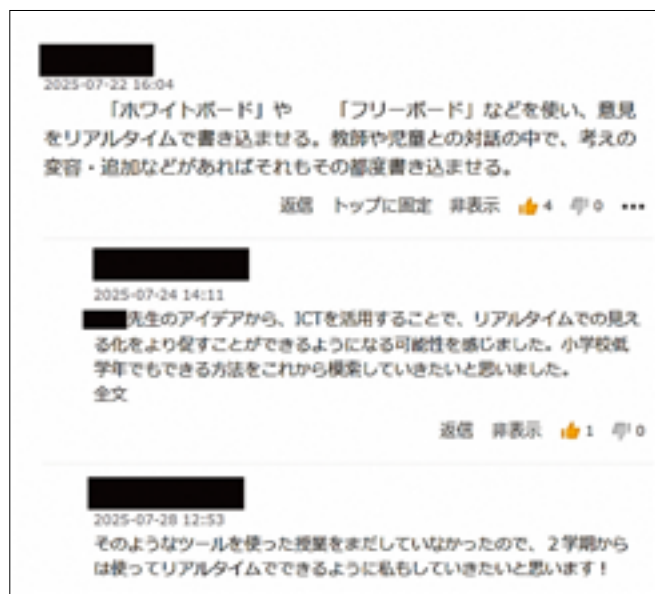 2025-07-22 16:04
「ホワイトボード」や 「フリーボード」などを使い、意見
をリアルタイムで書き込ませる。教師や児童との対話の中で、考えの
変容・追加などがあればそれもその都度書き込ませる。
返信 トップに固定 非表示 4 0 •••
2025-07-24 14:11
先生のアイデアから、ICTを活用することで、リアルタイムでの見え
る化をより促すことができるようになる可能性を感じました。小学校低
学年でもできる方法をこれから模索していきたいと思いました。
全文
返信 非表示 1 0
2025-07-28 12:53
そのようなツールを使った授業をまだしていなかったので、２学期から
は使ってリアルタイムでできるように私もしていきたいと思います！